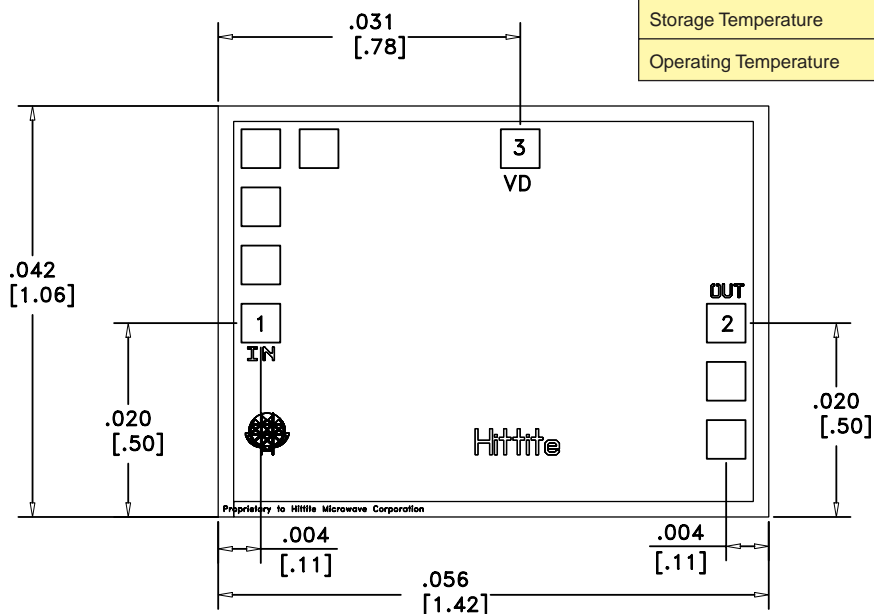 Storage Temperature
Operating Temperature
.031
[.78]
3
VD
.042
[1.06]
OUT
1
2
IN
.020
[.50]
.020
[.50]
Hittite
Proprietary to Hittite Microwave Corporation
.004
[.11]
.004
[.11]
.056
[1.42]